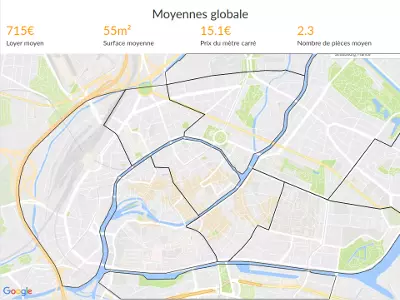 Moyennes globale
715€ 55m² 15.1€ 2.3
Loyer moyen Surface moyenne Prix du mètre carré Nombre de pièces moyen
Google